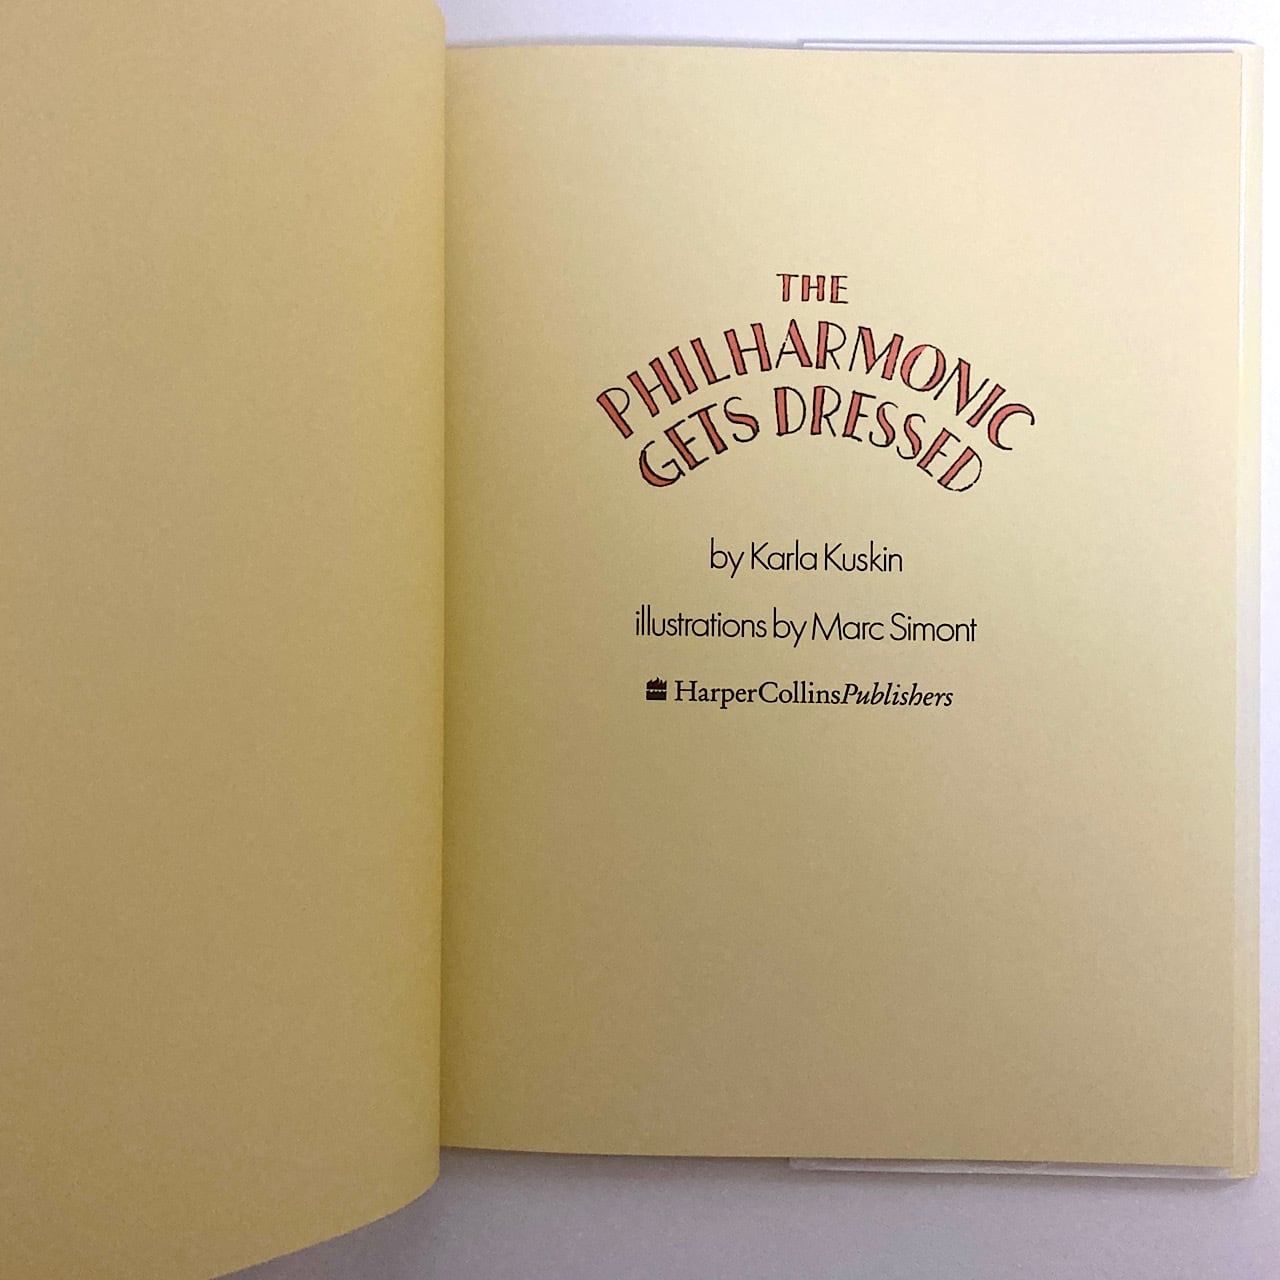 THE
PHILHARMONIC
GETS DRESSED
by Karla Kuskin
illustrations by Marc Simont
HarperCollinsPublishers